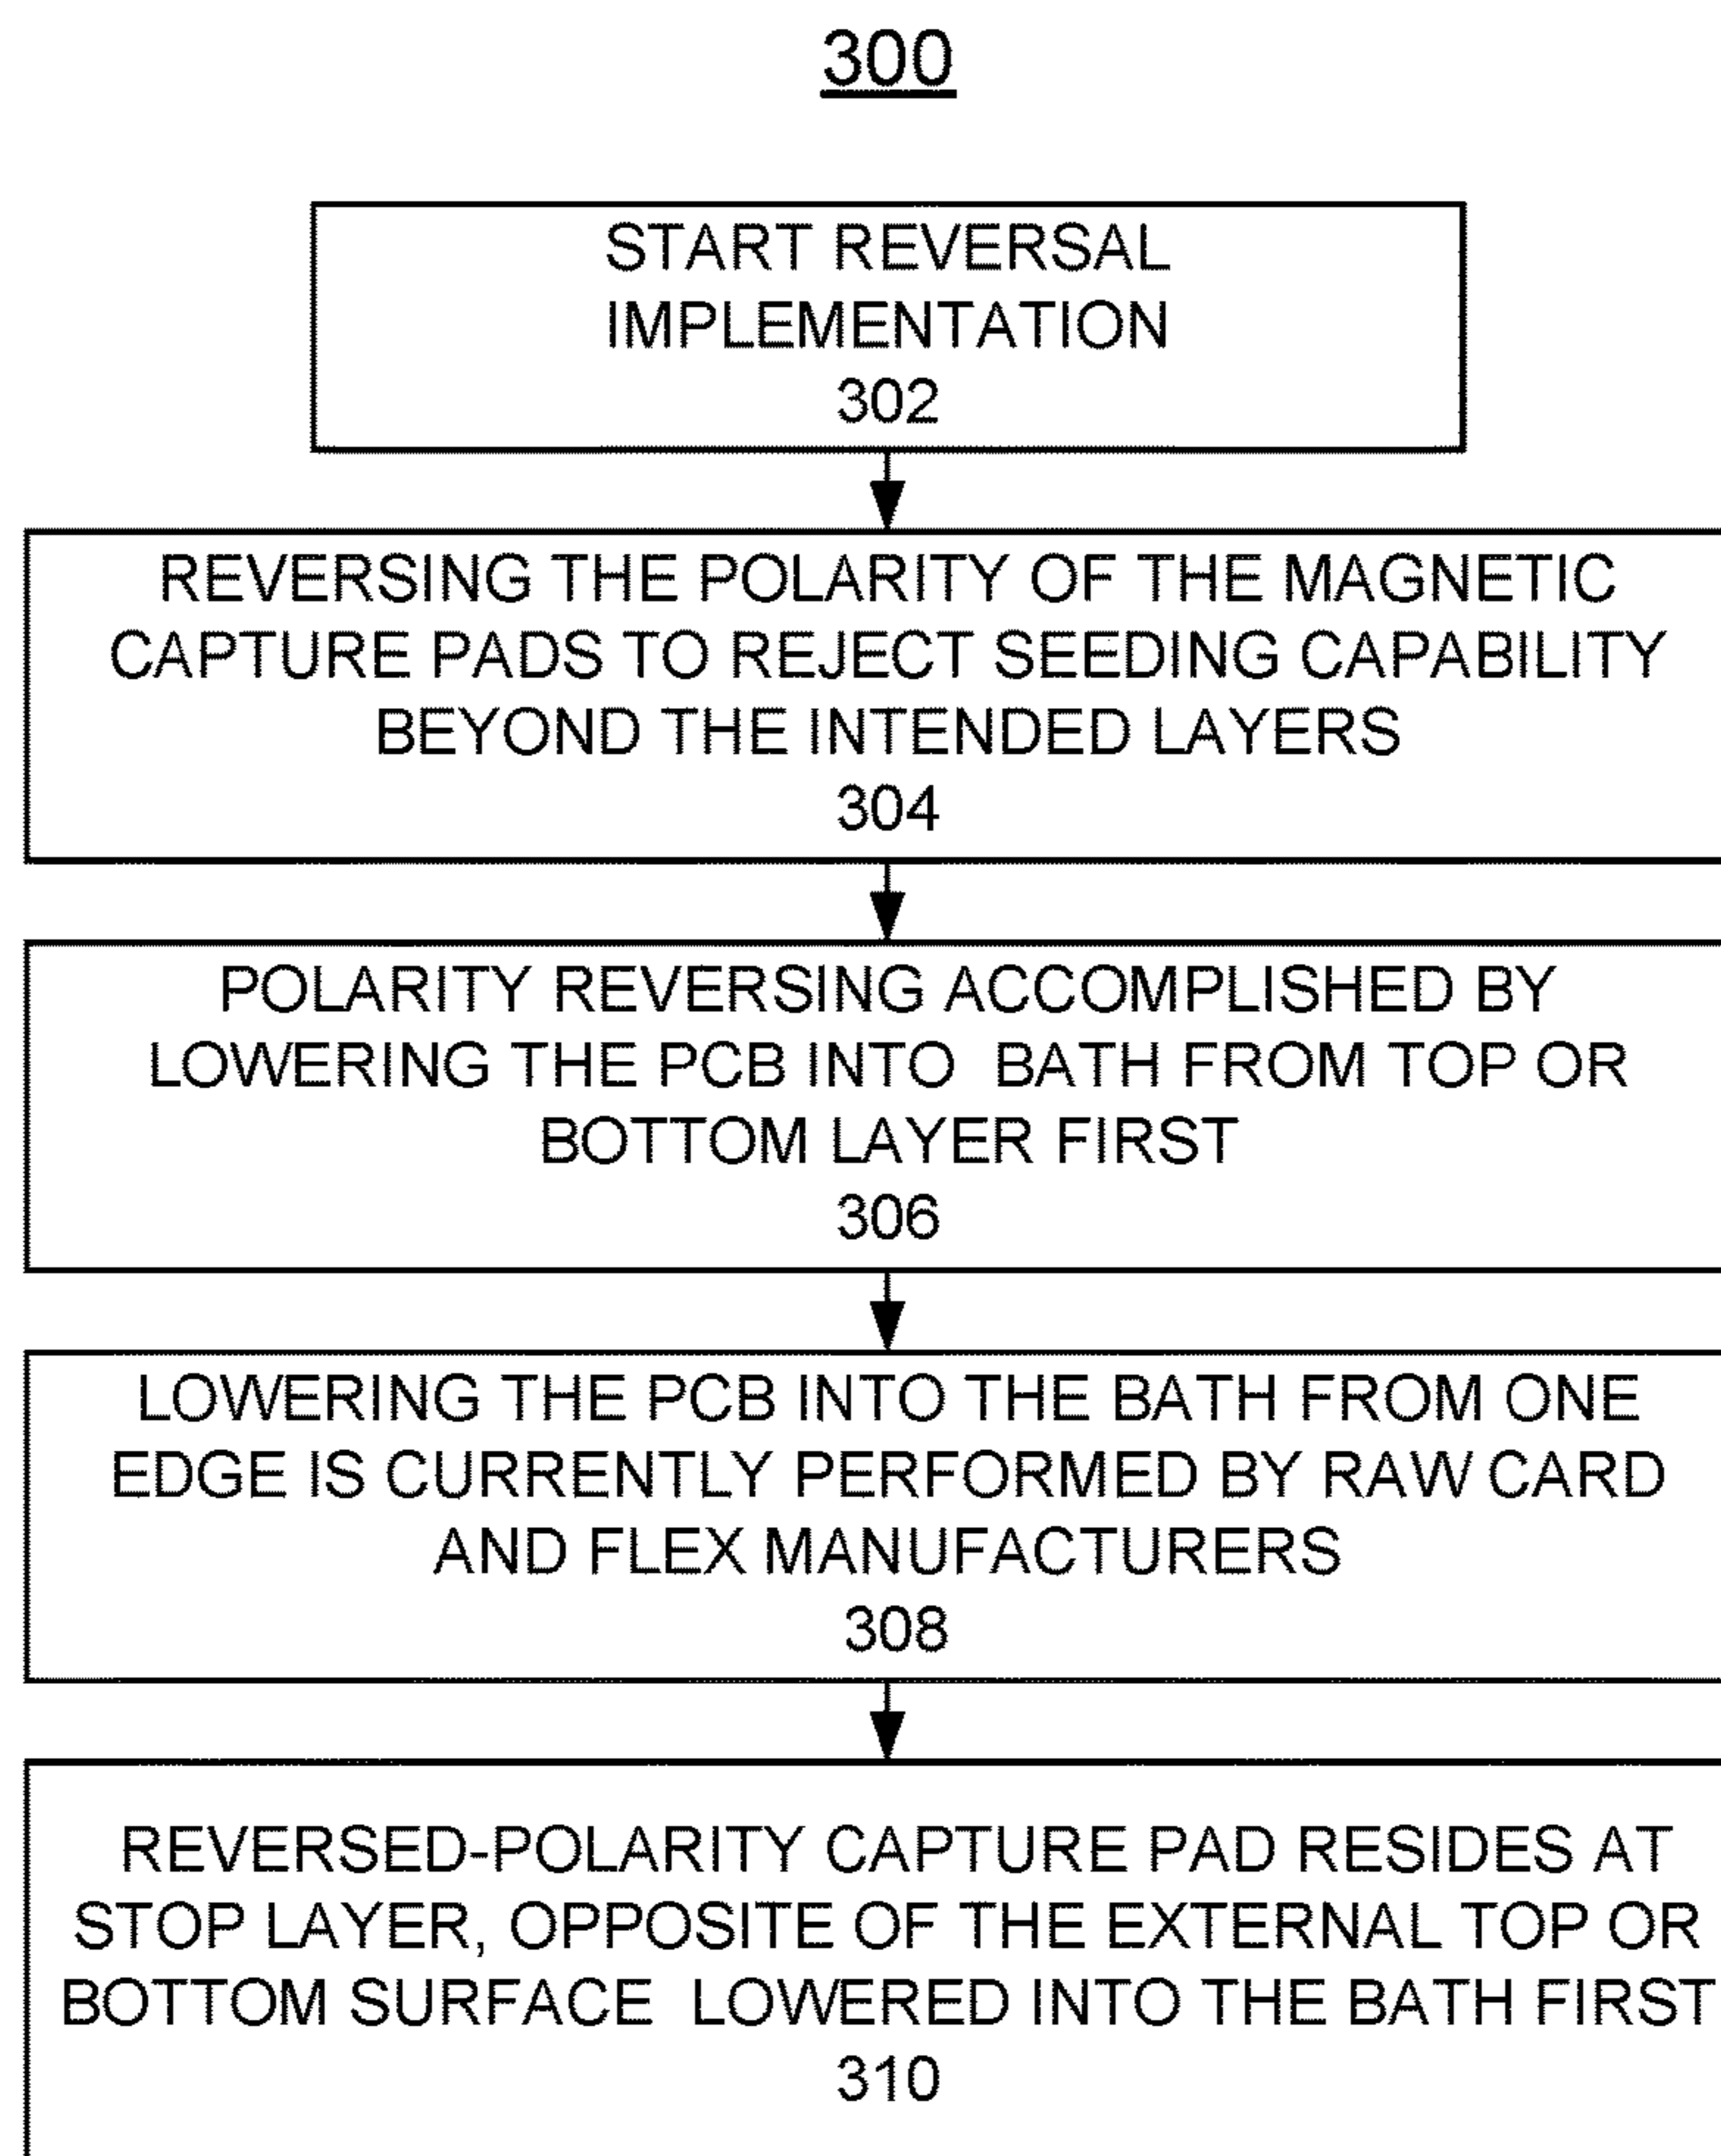 300
START REVERSAL
IMPLEMENTATION
302
REVERSING THE POLARITY OF THE MAGNETIC
CAPTURE PADS TO REJECT SEEDING CAPABILITY
BEYOND THE INTENDED LAYERS
304
POLARITY REVERSING ACCOMPLISHED BY
LOWERING THE PCB INTO BATH FROM TOP OR
BOTTOM LAYER FIRST
306
LOWERING THE PCB INTO THE BATH FROM ONE
EDGE IS CURRENTLY PERFORMED BY RAW CARD
AND FLEX MANUFACTURERS
308
REVERSED-POLARITY CAPTURE PAD RESIDES AT
STOP LAYER, OPPOSITE OF THE EXTERNAL TOP OR
BOTTOM SURFACE LOWERED INTO THE BATH FIRST
310